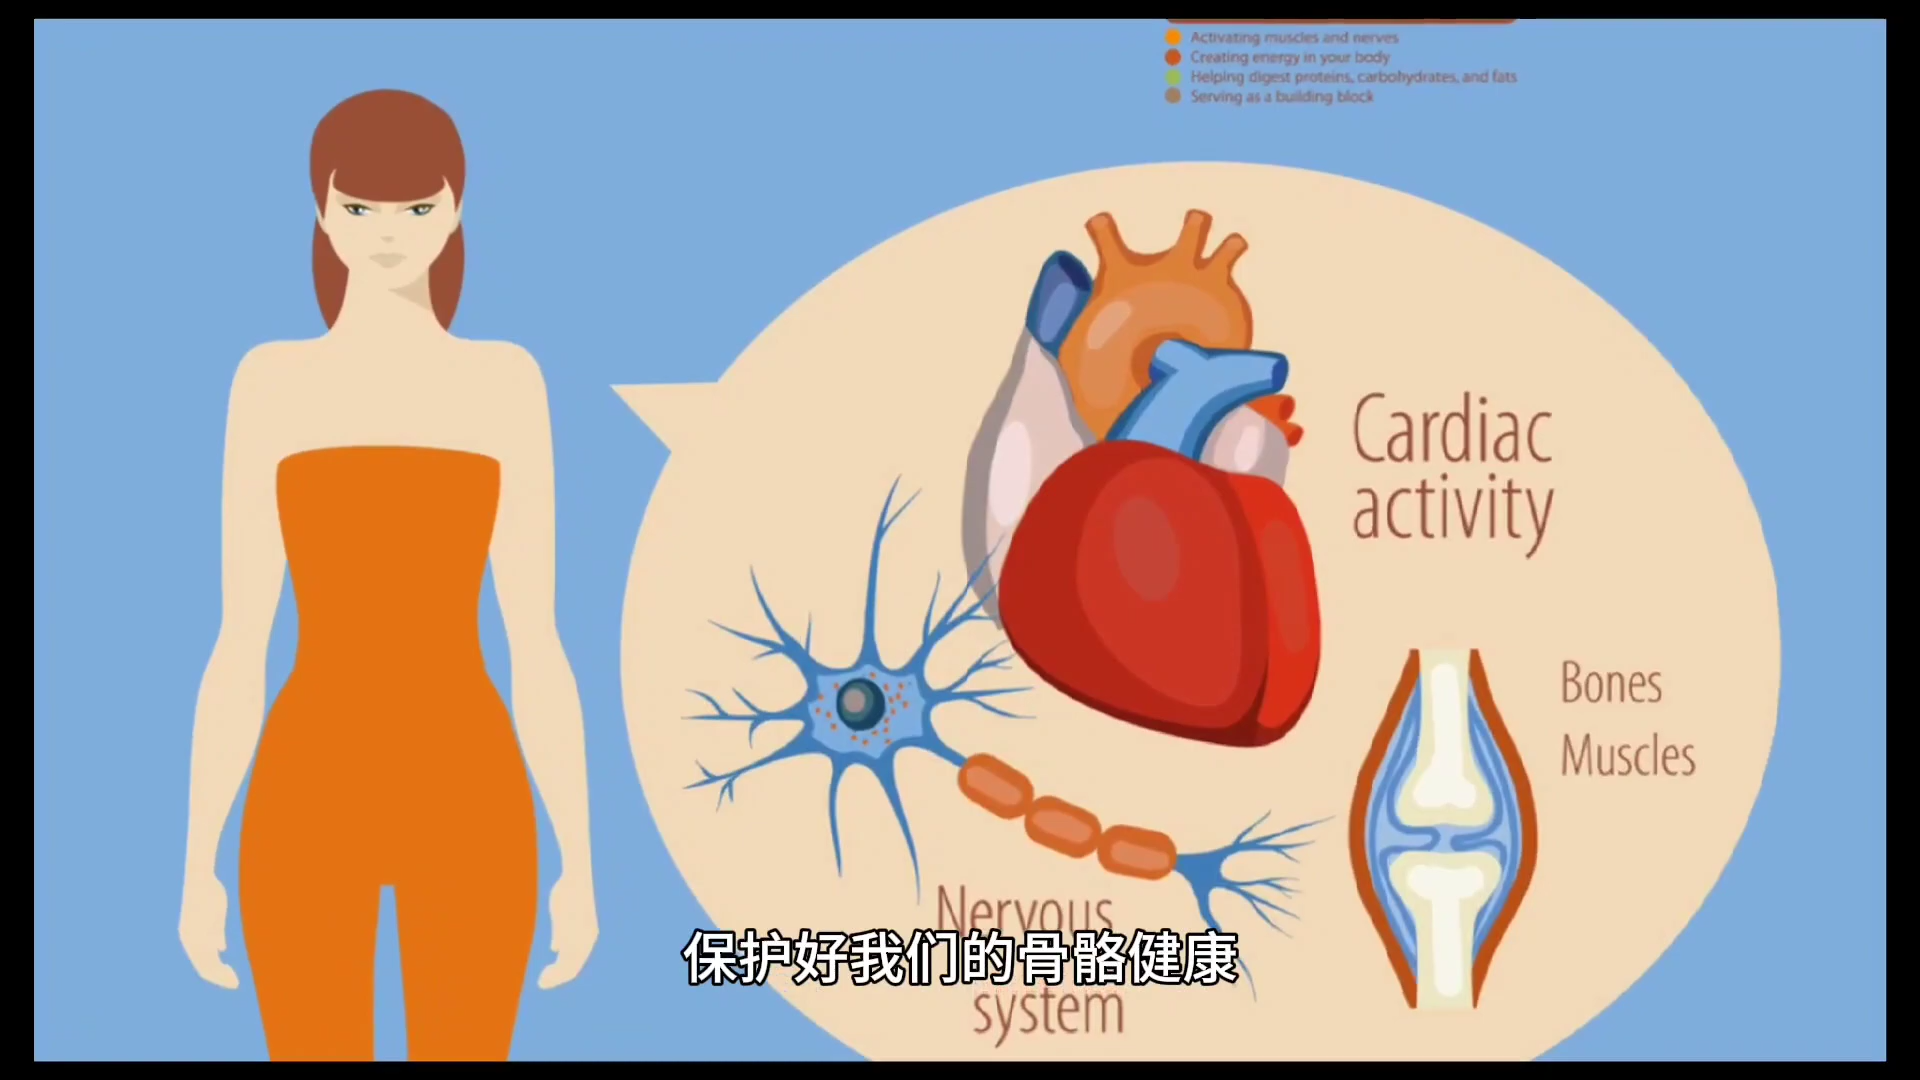 Activating muscles and nerves
Creating energy in your body
Helping digest proteins, carbohydrates, and fats
Serving as a building block
Cardiac
activity
Bones
Muscles
Nervous
system
保护好我们的骨骼健康